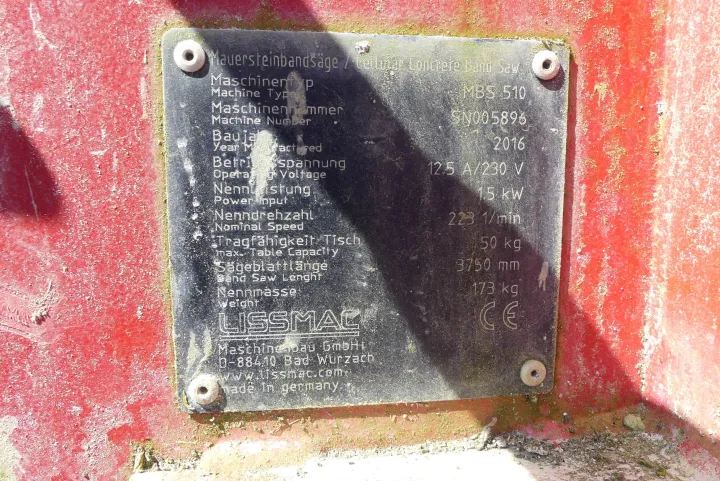 Mauersteinbandsäge / Leitner Concrete Band Saw
Maschinentyp
Machine Type MBS 510
Maschinennummer
Machine Number SN005896
Baujahr
Year Manufactured 2016
Betriebsspannung 12.5 A/230 V
Operating Voltage
Nennleistung 1.5 kW
Power Input
Nenndrehzahl 223 1/min
Nominal Speed
Tragfähigkeit Tisch 50 kg
max. Table Capacity
Sägeblattlänge 3750 mm
Band Saw Lenght
Nennmasse 173 kg
Weight
LISSMAC CE
Maschinenbau GmbH
D-88410 Bad Wurzach
www.lissmac.com
made in germany